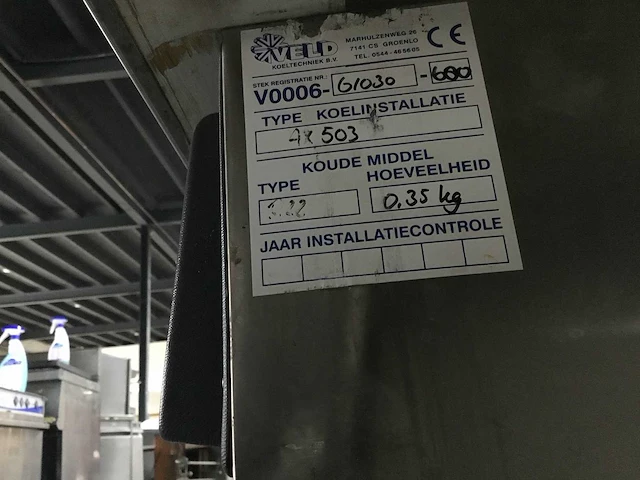 VELD
KOELTECHNIEK B.V.
MARHULZENWEG 26
7141 CS GROENLO
TEL. 0544-465605
CE
STEK REGISTRATIE NR.:
V0006-G1030-600
TYPE KOELINSTALLATIE
503
KOUDE MIDDEL
TYPE HOEVEELHEID
0,35 kg
JAAR INSTALLATIECONTROLE